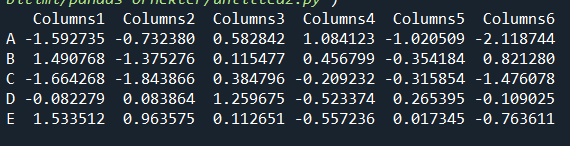 Columns1 Columns2 Columns3 Columns4 Columns5 Columns6
A -1.592735 -0.732380 0.582842 1.084123 -1.020509 -2.118744
B 1.490768 -1.375276 0.115477 0.456799 -0.354184 0.821280
C -1.664268 -1.843866 0.384796 -0.209232 -0.315854 -1.476078
D -0.082279 0.083864 1.259675 -0.523374 0.265395 -0.109025
E 1.533512 0.963575 0.112651 -0.557236 0.017345 -0.763611